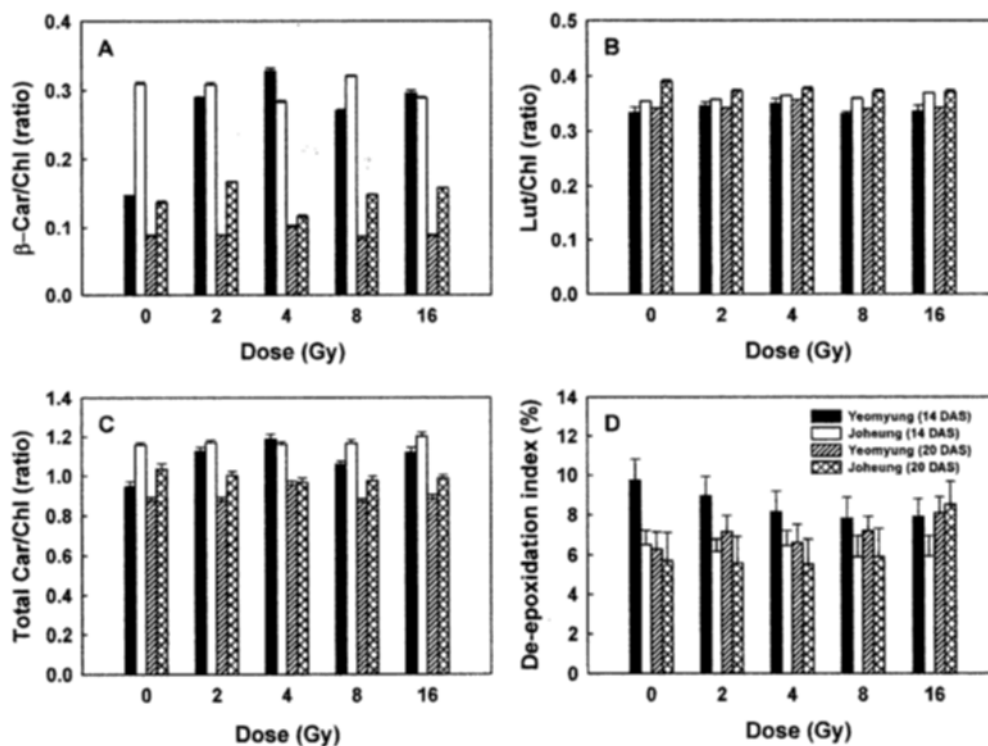 A
β-Car/Chl (ratio)
0.4
0.3
0.2
0.1
0.0
0 2 4 8 16
Dose (Gy)
B
Lut/Chl (ratio)
0.5
0.4
0.3
0.2
0.1
0.0
0 2 4 8 16
Dose (Gy)
C
Total Car/Chl (ratio)
1.4
1.2
1.0
0.8
0.6
0.4
0.2
0.0
0 2 4 8 16
Dose (Gy)
D
De-epoxidation index (%)
14
12
10
8
6
4
2
0
Yeomyung (14 DAS)
Joheung (14 DAS)
Yeomyung (20 DAS)
Joheung (20 DAS)
0 2 4 8 16
Dose (Gy)